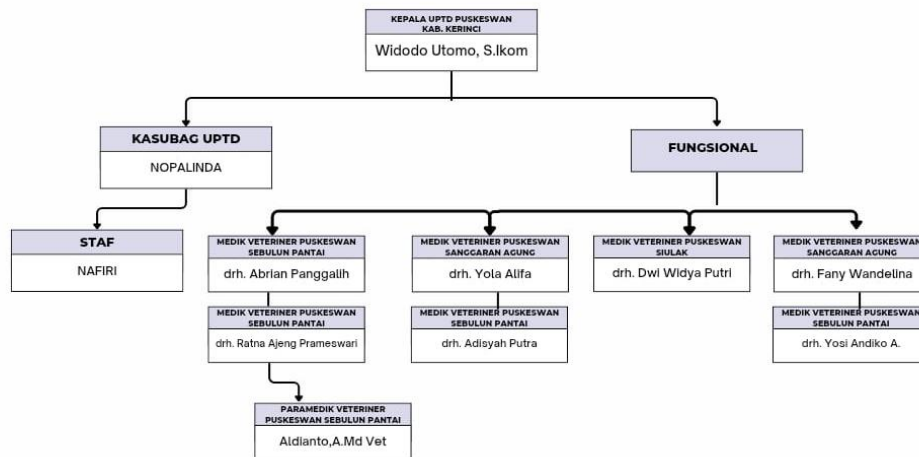 KEPALA UPTD PUSKESWAN
KAB. KERINCI
Widodo Utomo, S.Ikom
KASUBAG UPTD
NOPALINDA
FUNGSIONAL
STAF
NAFIRI
MEDIK VETERINER PUSKESWAN
SEBULUN PANTAI
drh. Abrian Panggalih
MEDIK VETERINER PUSKESWAN
SANGGARAN AGUNG
drh. Yola Alifa
MEDIK VETERINER PUSKESWAN
SIULAK
drh. Dwi Widya Putri
MEDIK VETERINER PUSKESWAN
SANGGARAN AGUNG
drh. Fany Wandelina
MEDIK VETERINER PUSKESWAN
SEBULUN PANTAI
drh. Ratna Ajeng Prameswari
MEDIK VETERINER PUSKESWAN
SEBULUN PANTAI
drh. Adisyah Putra
MEDIK VETERINER PUSKESWAN
SEBULUN PANTAI
drh. Yosi Andiko A.
PARAMEDIK VETERINER
PUSKESWAN SEBULUN PANTAI
Aldianto,A.Md Vet